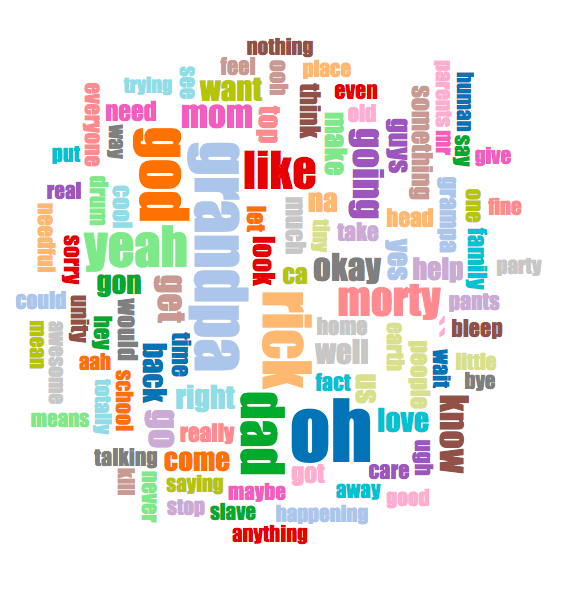 nothing
feel
ooh
place
trying
see
want
think
even
parents
mr
human
say
everyone
need
mom
top
old
something
way
god
grandpa
like
make
going
guys
give
put
real
drum
cool
let
much
na
tiny
take
head
grampa
one
fine
needful
sorry
yeah
look
ca
okay
yes
help
family
party
gon
get
could
unity
hey
would
time
rick
morty
pants
home
bleep
mean
awesome
aah
back
well
earth
people
wait
little
bye
totally
school
right
fact
us
means
go
really
dad
oh
love
know
talking
come
got
care
ugh
kill
never
saying
maybe
away
good
stop
slave
happening
anything